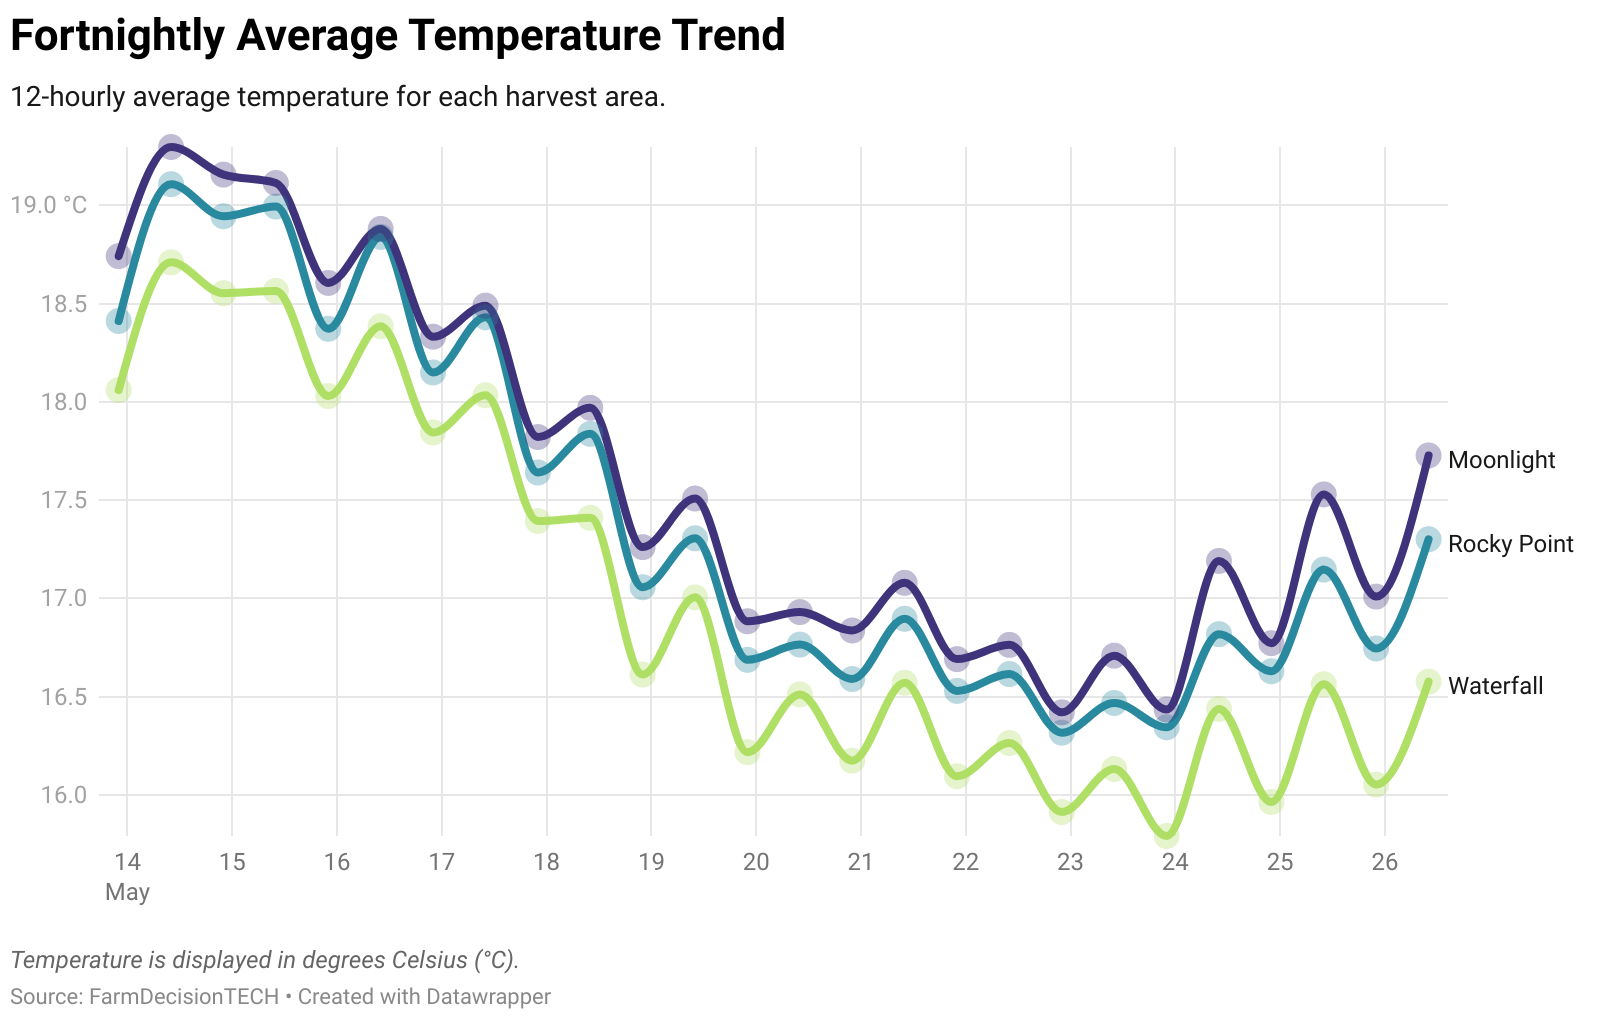 Fortnightly Average Temperature Trend
12-hourly average temperature for each harvest area.
19.0 °C
18.5
18.0
17.5
17.0
16.5
16.0
Moonlight
Rocky Point
Waterfall
14 15 16 17 18 19 20 21 22 23 24 25 26
May
Temperature is displayed in degrees Celsius (°C).
Source: FarmDecisionTECH • Created with Datawrapper